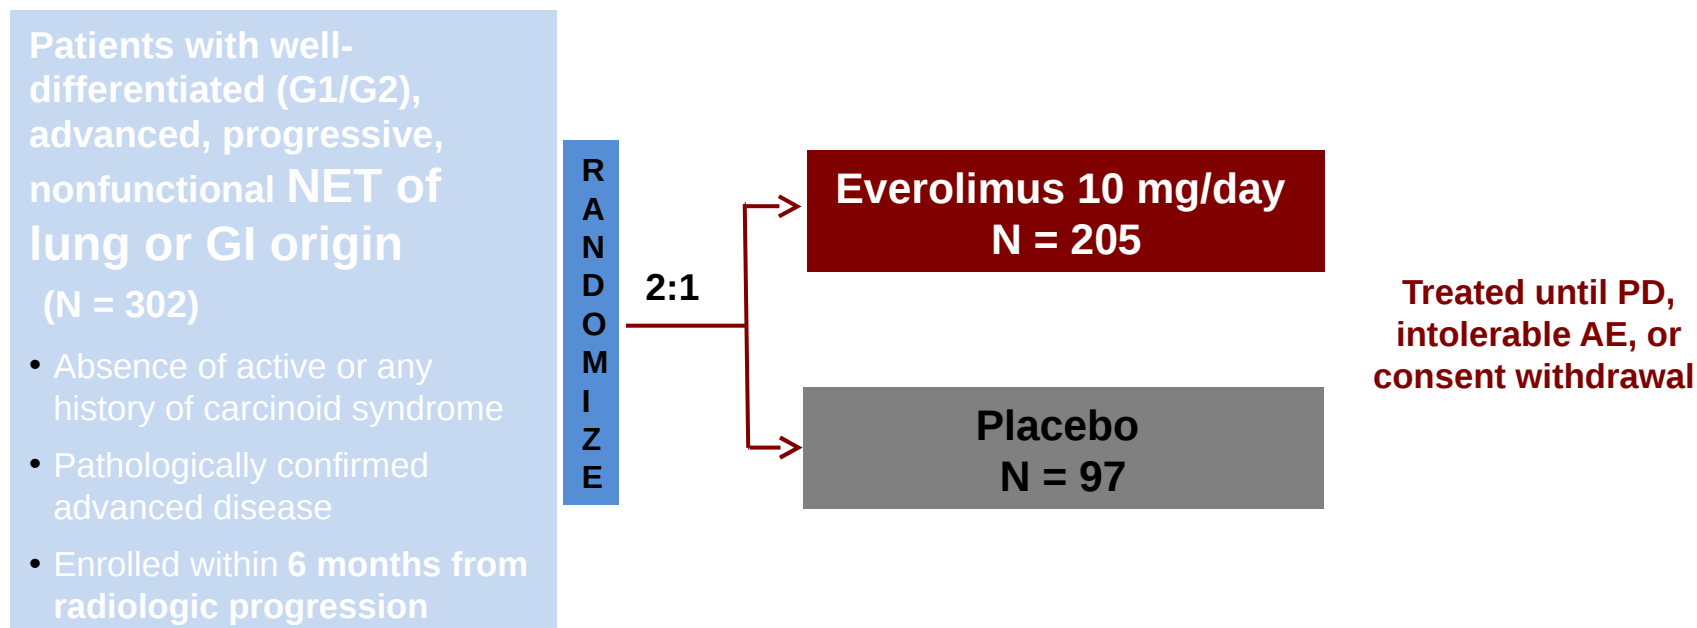 Patients with well-
differentiated (G1/G2),
advanced, progressive,
nonfunctional NET of
lung or GI origin
(N = 302)
• Absence of active or any
history of carcinoid syndrome
• Pathologically confirmed
advanced disease
• Enrolled within 6 months from
radiologic progression
R
A
N
D
O
M
I
Z
E
2:1
Everolimus 10 mg/day
N = 205
Placebo
N = 97
Treated until PD,
intolerable AE, or
consent withdrawal